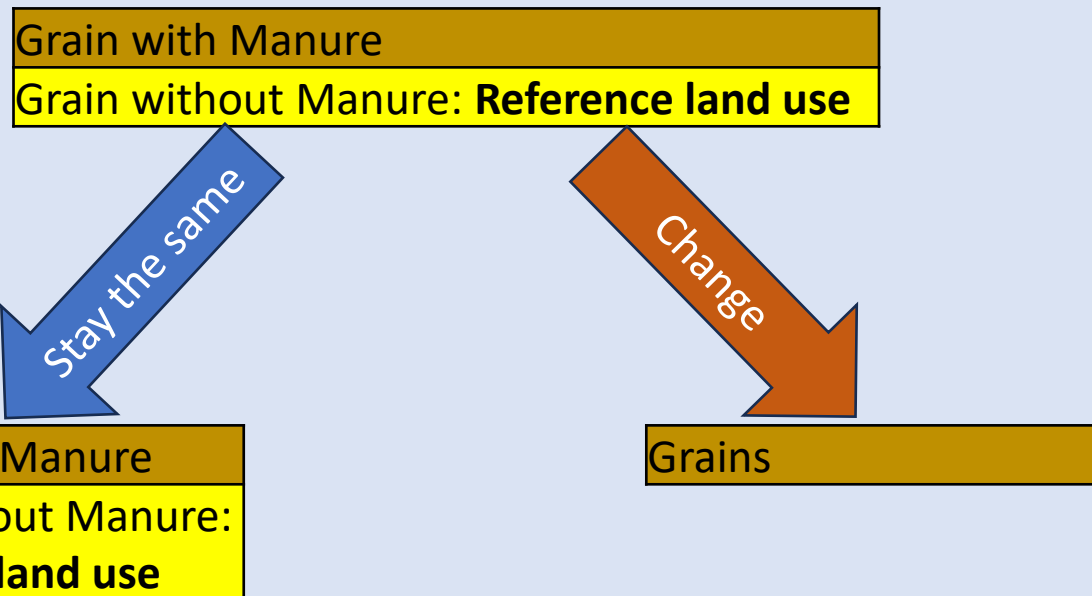 Grain with Manure
Grain without Manure: Reference land use
Stay the same
Change
Manure
Grains
out Manure:
land use